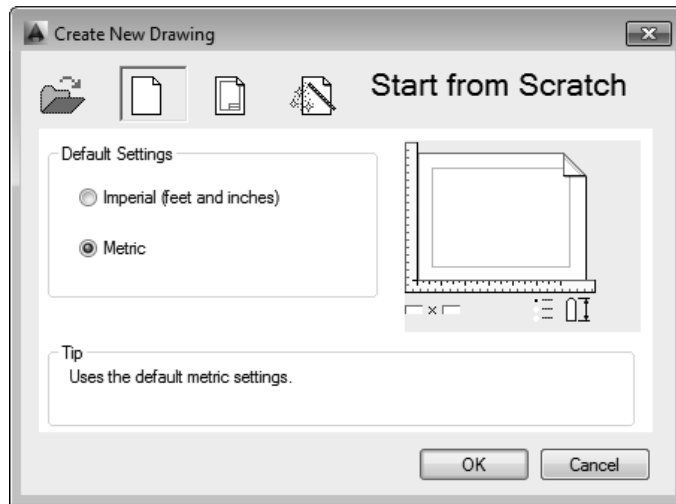 Create New Drawing
Start from Scratch
Default Settings
Imperial (feet and inches)
Metric
Tip
Uses the default metric settings.
OK
Cancel